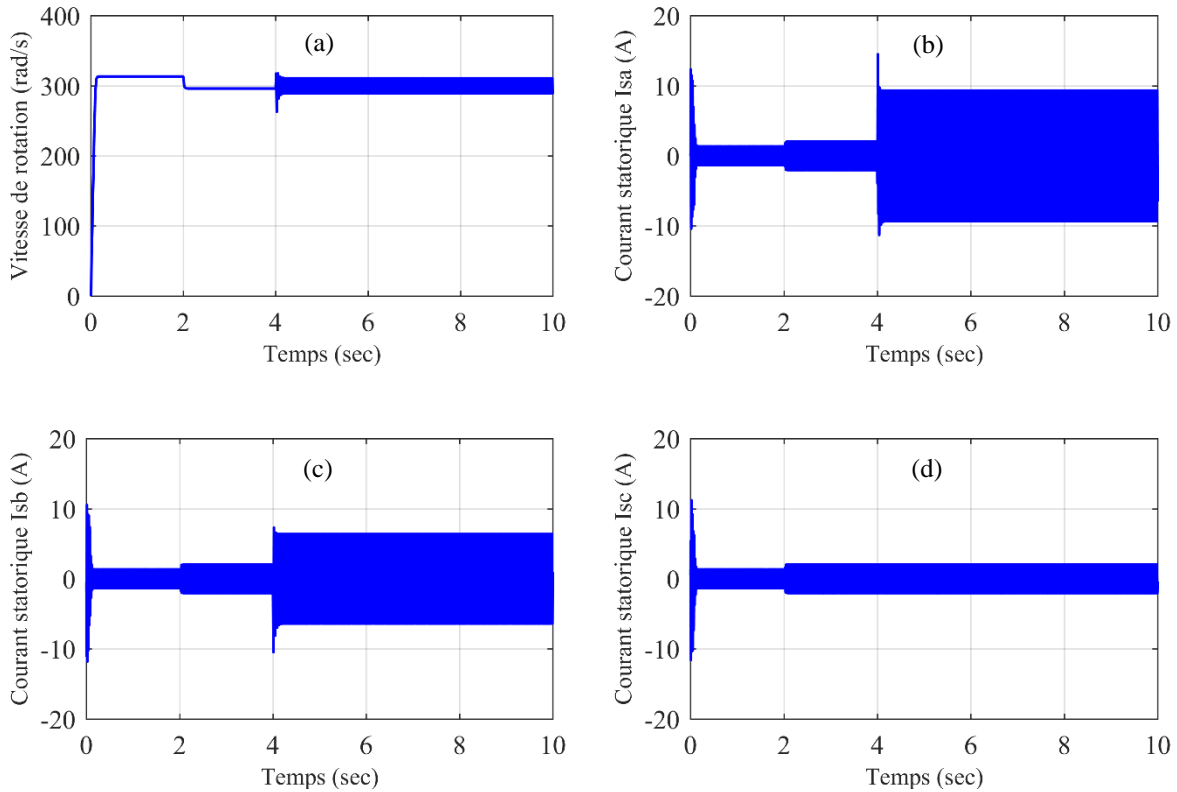 (a)
Vitesse de rotation (rad/s)
400
300
200
100
0
0 2 4 6 8 10
Temps (sec)
(b)
Courant statorique Isa (A)
20
10
0
-10
-20
0 2 4 6 8 10
Temps (sec)
(c)
Courant statorique Isb (A)
20
10
0
-10
-20
0 2 4 6 8 10
Temps (sec)
(d)
Courant statorique Isc (A)
20
10
0
-10
-20
0 2 4 6 8 10
Temps (sec)